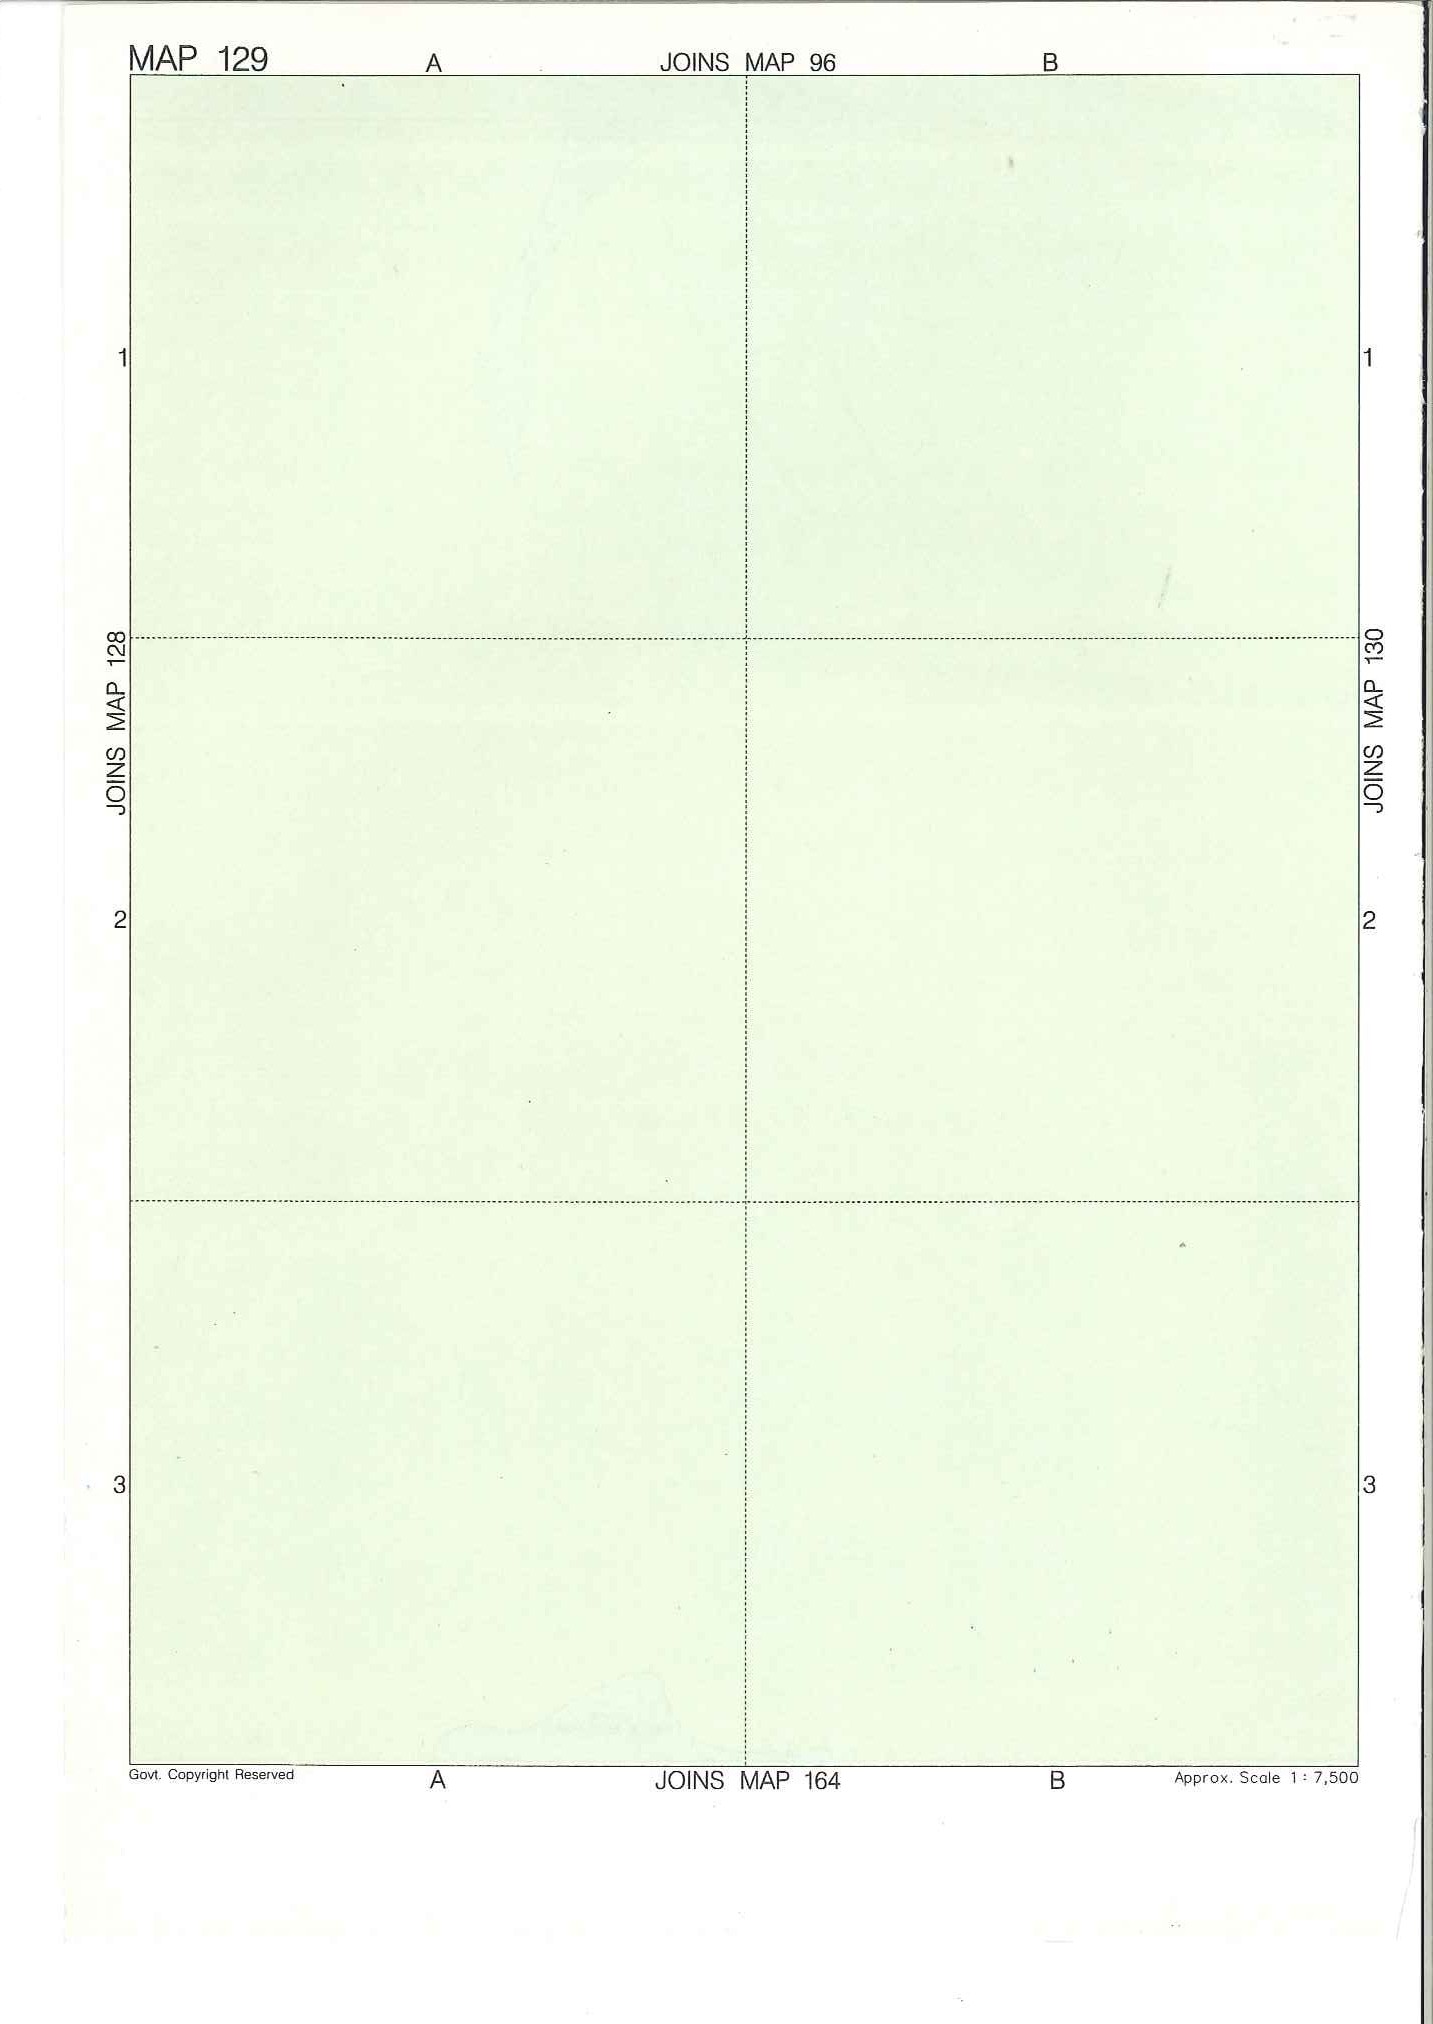 MAP 129 A JOINS MAP 96 B
1 1
JOINS MAP 128
JOINS MAP 130
2 2
3 3
Govt. Copyright Reserved A JOINS MAP 164 B Approx. Scale 1 : 7,500